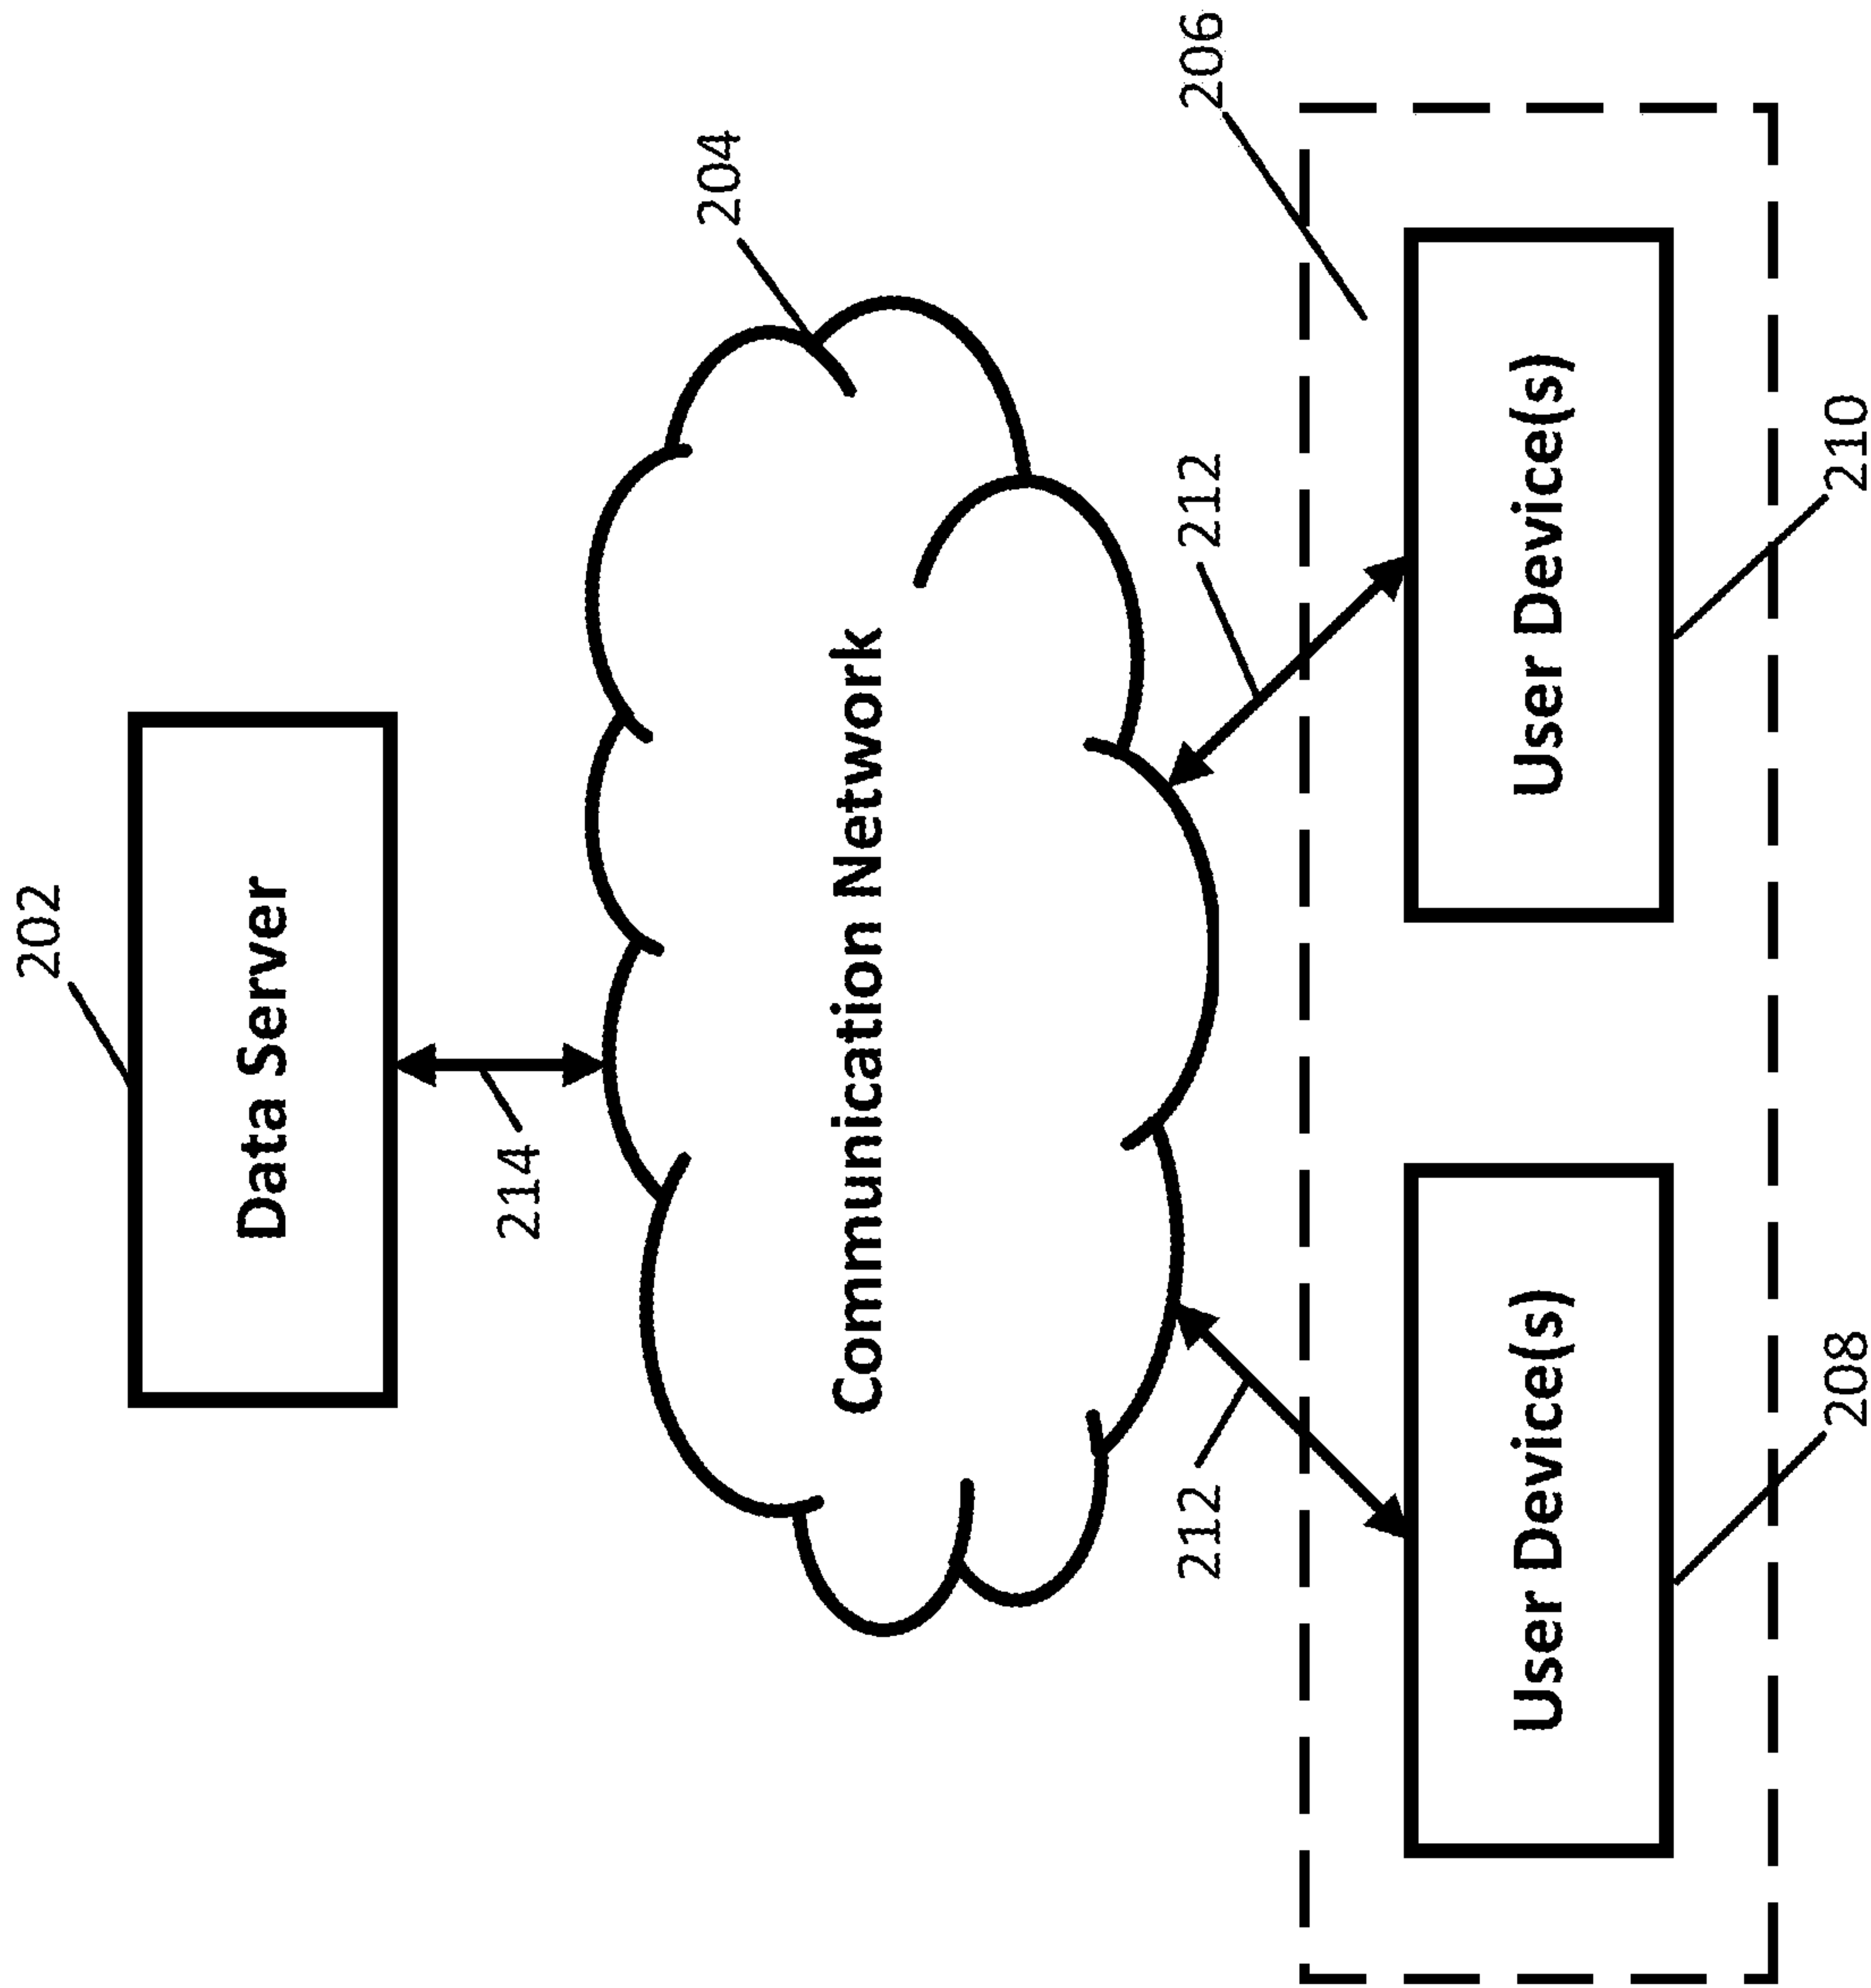 202
Data Server
214
204
Communication Network
212
212
206
User Device(s)
User Device(s)
208
210